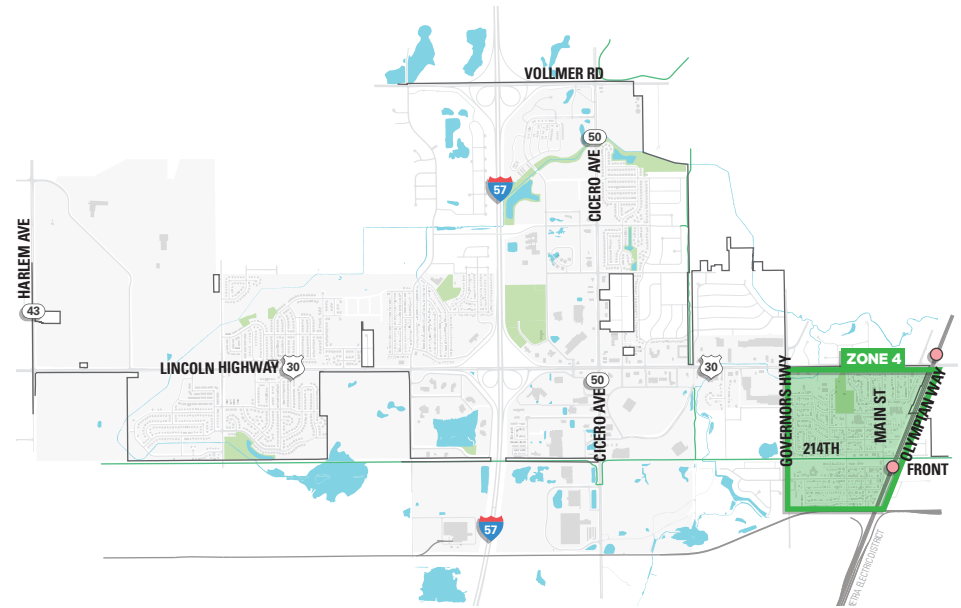 VOLLMER RD
50
CICERO AVE
57
HARLEM AVE
43
LINCOLN HIGHWAY
30
50
30
ZONE 4
CICERO AVE
GOVERNORS HWY
MAIN ST
OLYMPIAN WAY
214TH
FRONT
57
METRA ELECTRIC DISTRICT